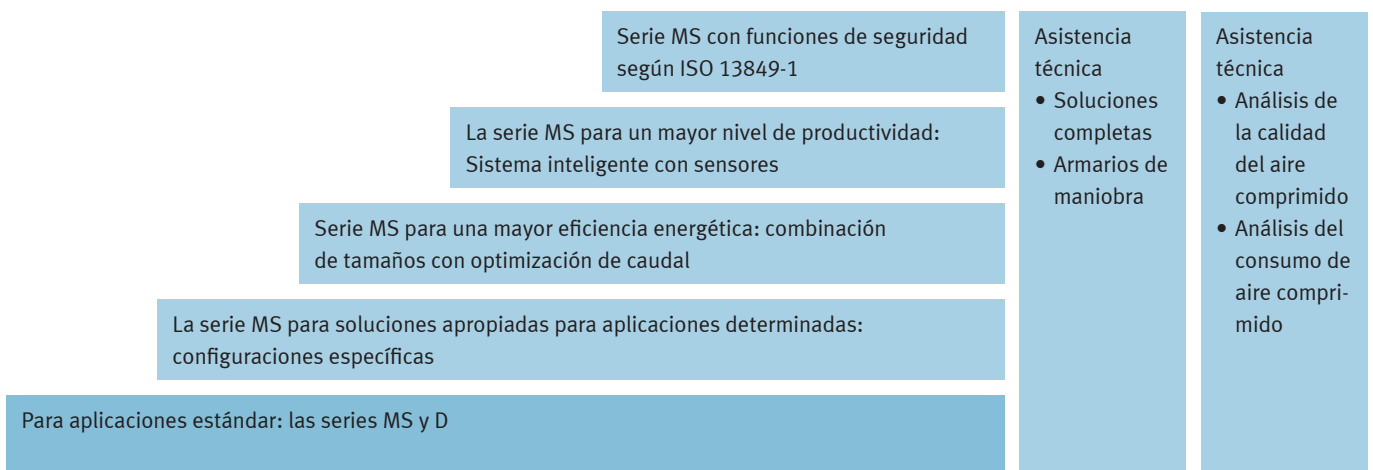 Serie MS con funciones de seguridad
según ISO 13849-1
La serie MS para un mayor nivel de productividad:
Sistema inteligente con sensores
Serie MS para una mayor eficiencia energética: combinación
de tamaños con optimización de caudal
La serie MS para soluciones apropiadas para aplicaciones determinadas:
configuraciones específicas
Para aplicaciones estándar: las series MS y D
Asistencia
técnica
• Soluciones
completas
• Armarios de
maniobra
Asistencia
técnica
• Análisis de
la calidad
del aire
comprimido
• Análisis del
consumo de
aire compri-
mido